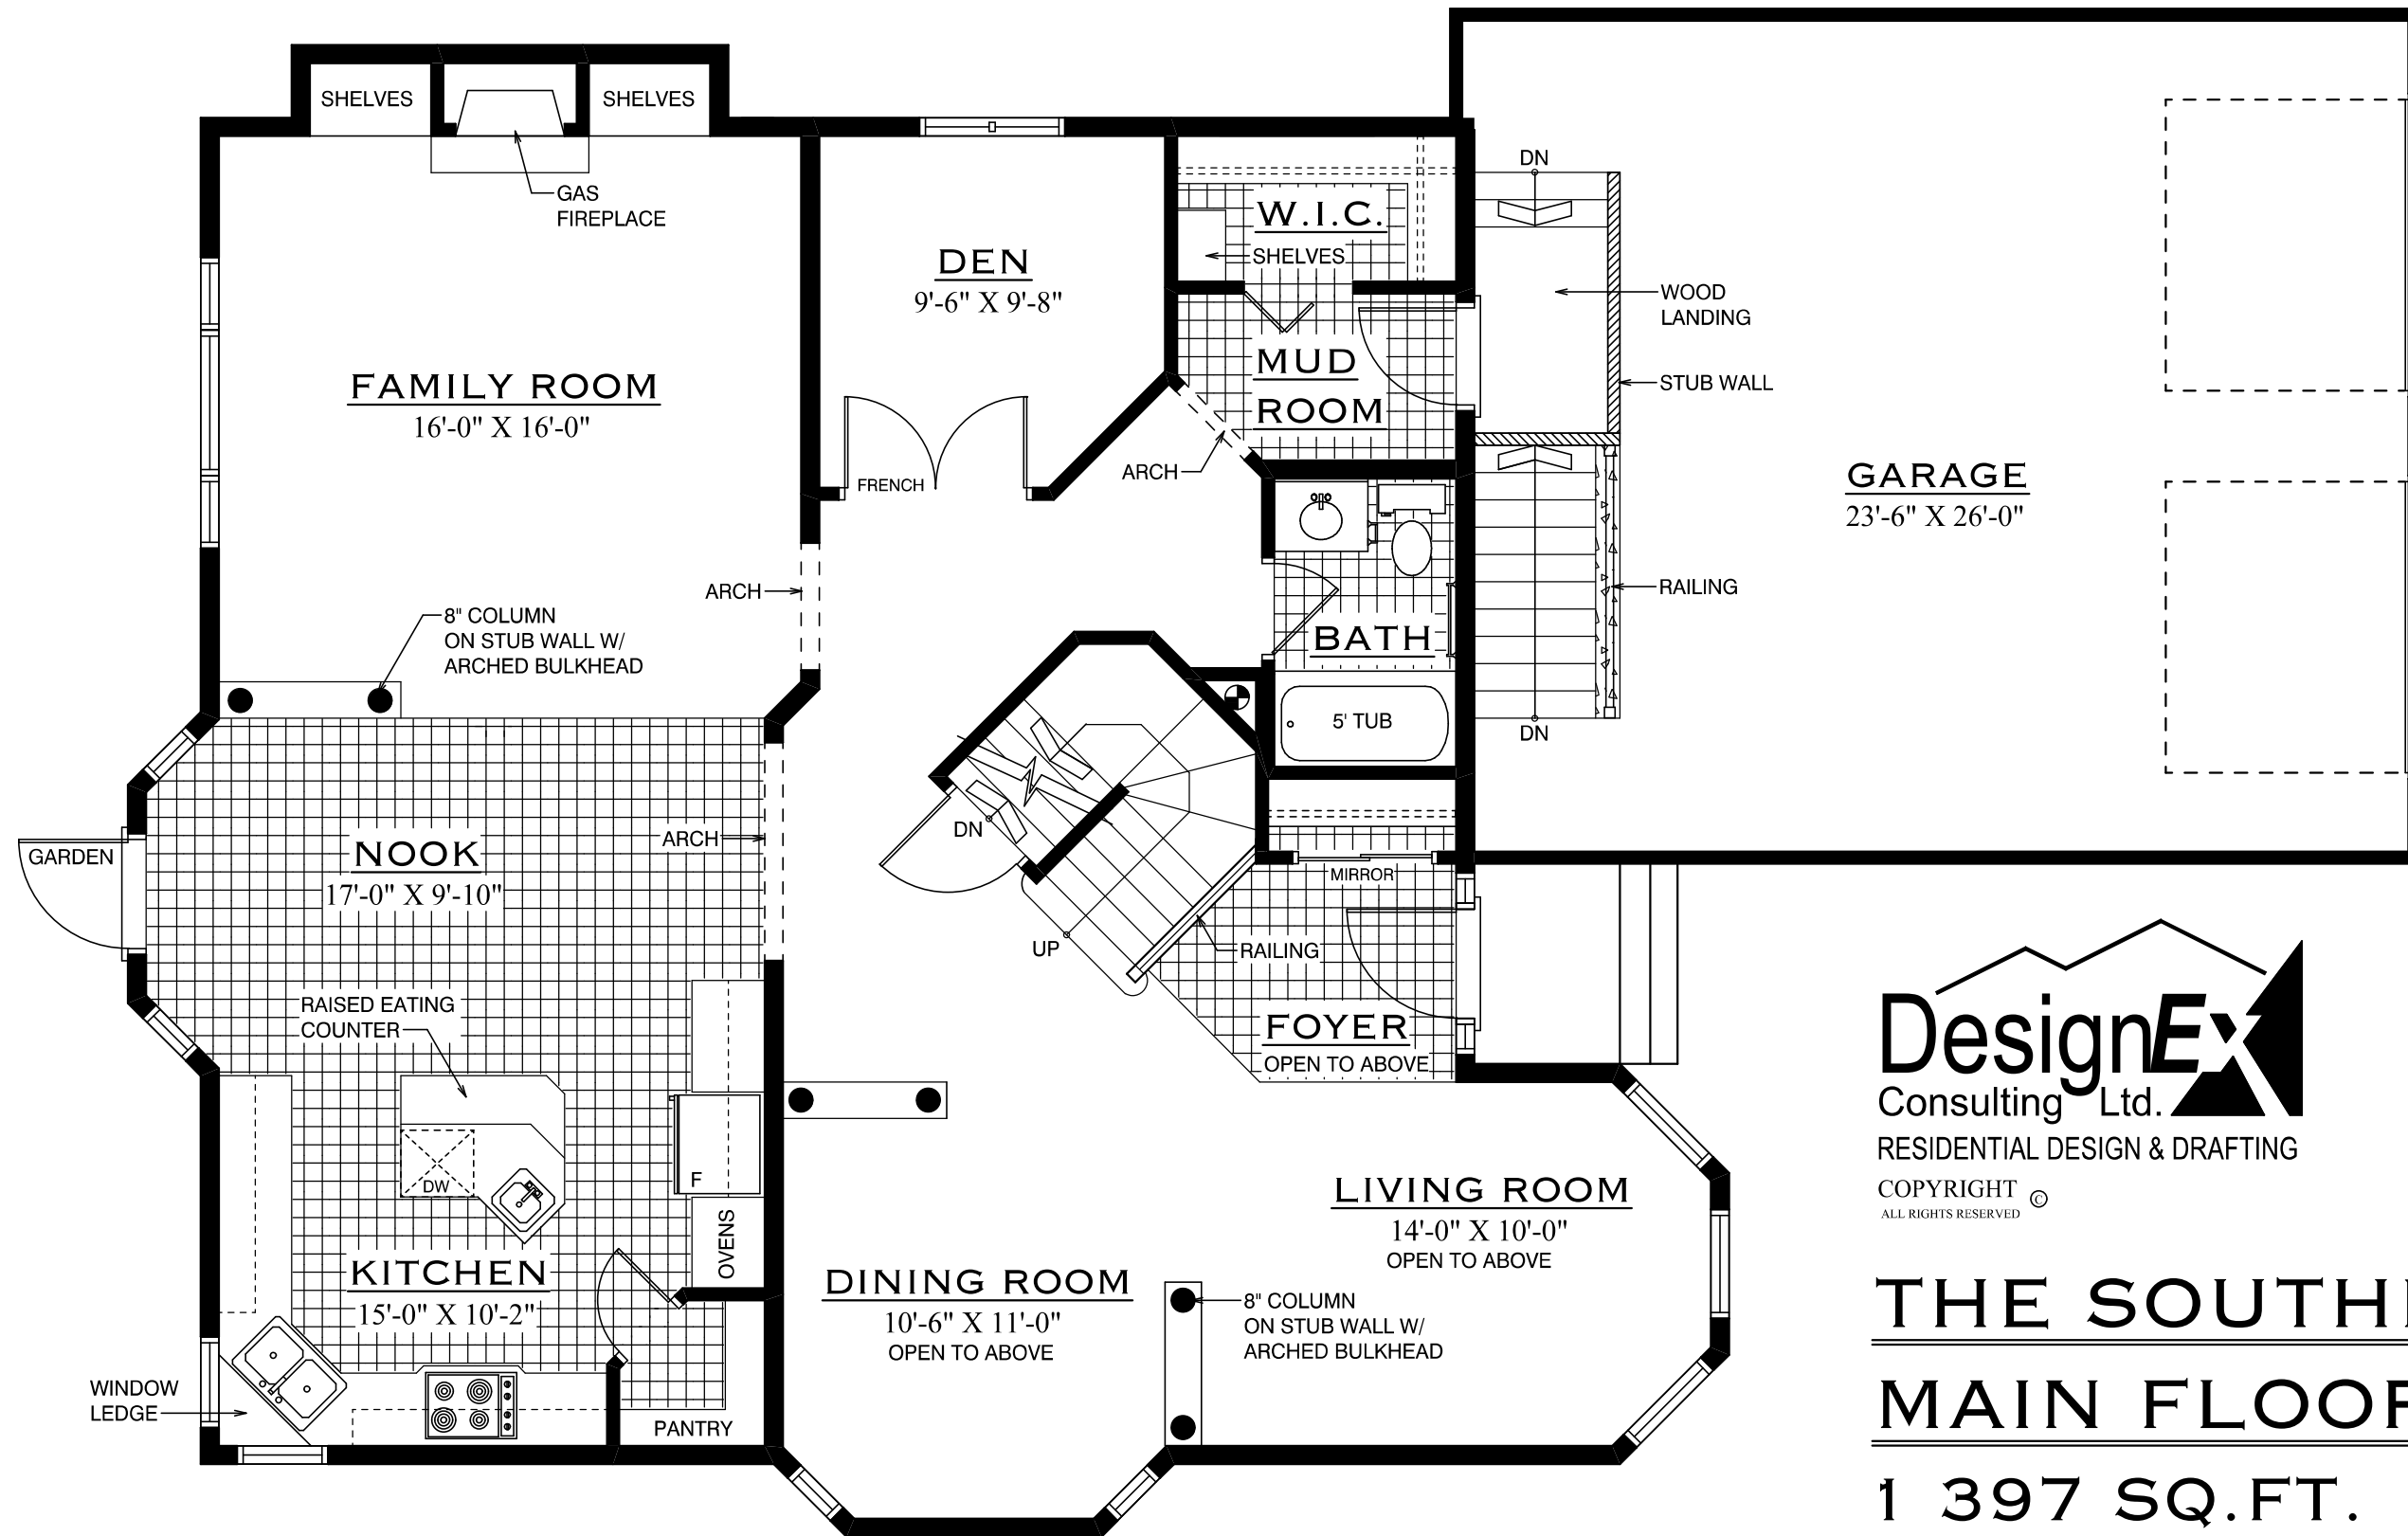 SHELVES
SHELVES
GAS
FIREPLACE
FAMILY ROOM
16'-0" X 16'-0"
DEN
9'-6" X 9'-8"
FRENCH
W.I.C.
SHELVES
MUD
ROOM
ARCH
DN
WOOD
LANDING
STUB WALL
GARAGE
23'-6" X 26'-0"
RAILING
DN
ARCH
8" COLUMN
ON STUB WALL W/
ARCHED BULKHEAD
BATH
5' TUB
GARDEN
NOOK
17'-0" X 9'-10"
ARCH
DN
UP
MIRROR
RAILING
FOYER
OPEN TO ABOVE
RAISED EATING
COUNTER
DW
F
OVENS
KITCHEN
15'-0" X 10'-2"
WINDOW
LEDGE
PANTRY
DINING ROOM
10'-6" X 11'-0"
OPEN TO ABOVE
LIVING ROOM
14'-0" X 10'-0"
OPEN TO ABOVE
8" COLUMN
ON STUB WALL W/
ARCHED BULKHEAD
DesignEx
Consulting Ltd.
RESIDENTIAL DESIGN & DRAFTING
COPYRIGHT ©
ALL RIGHTS RESERVED
THE
MAIN FLOOR
1 397 SQ.FT.